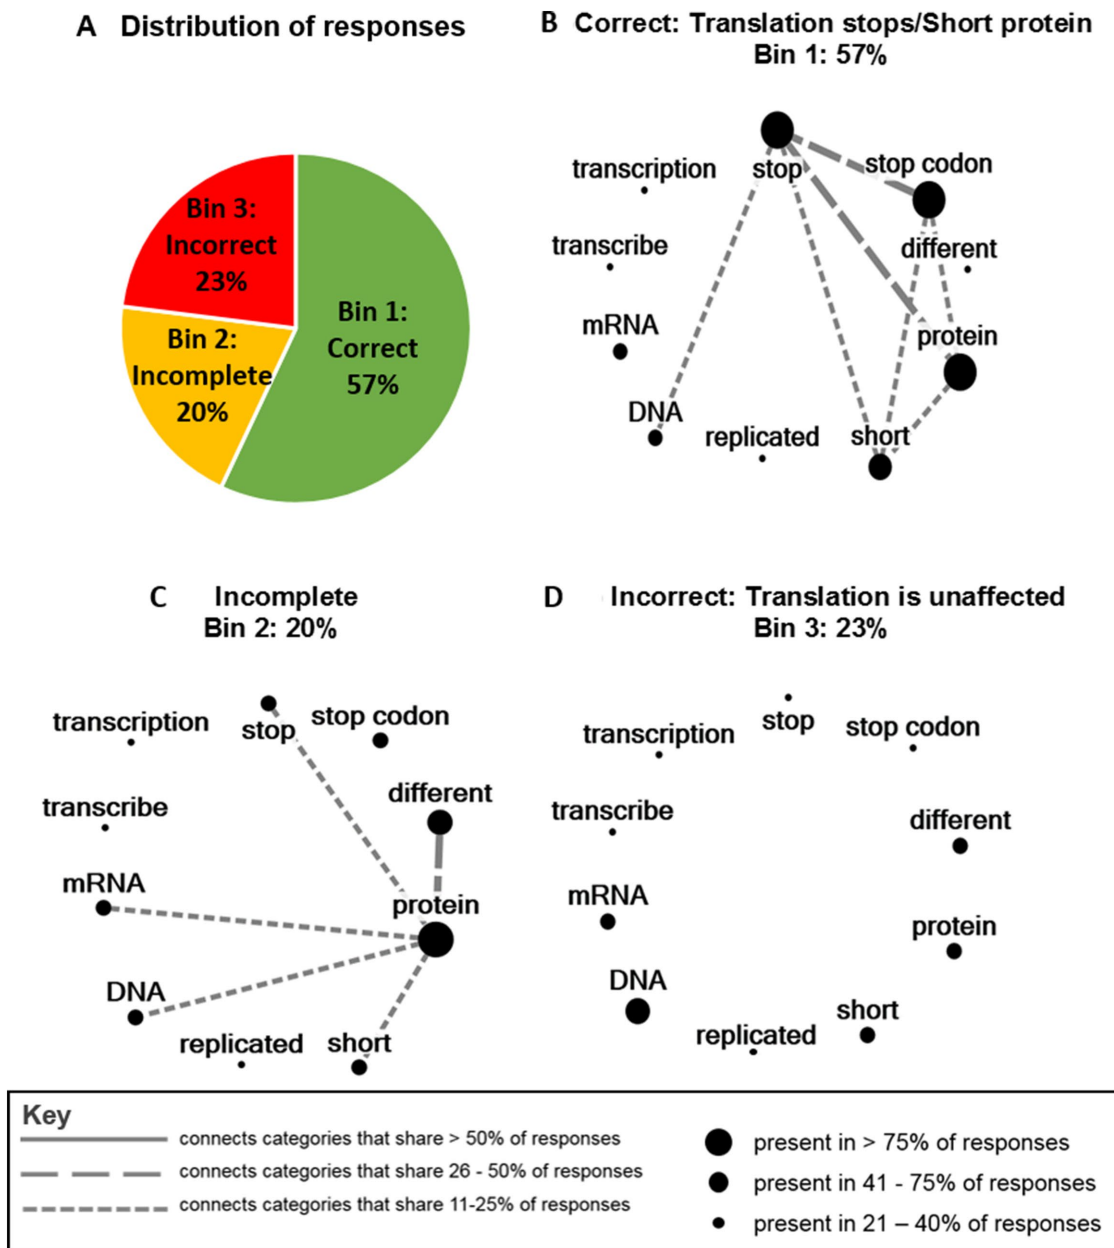 A Distribution of responses
Bin 3:
Incorrect
23%
Bin 2:
Incomplete
20%
Bin 1:
Correct
57%
B Correct: Translation stops/Short protein
Bin 1: 57%
stop
stop codon
transcription
transcribe
different
mRNA
protein
DNA
replicated
short
C Incomplete
Bin 2: 20%
transcription
stop
stop codon
different
transcribe
mRNA
protein
DNA
replicated
short
D Incorrect: Translation is unaffected
Bin 3: 23%
stop
transcription
stop codon
transcribe
different
mRNA
protein
DNA
short
replicated
Key
connects categories that share > 50% of responses
connects categories that share 26 - 50% of responses
connects categories that share 11-25% of responses
present in > 75% of responses
present in 41 - 75% of responses
present in 21 – 40% of responses